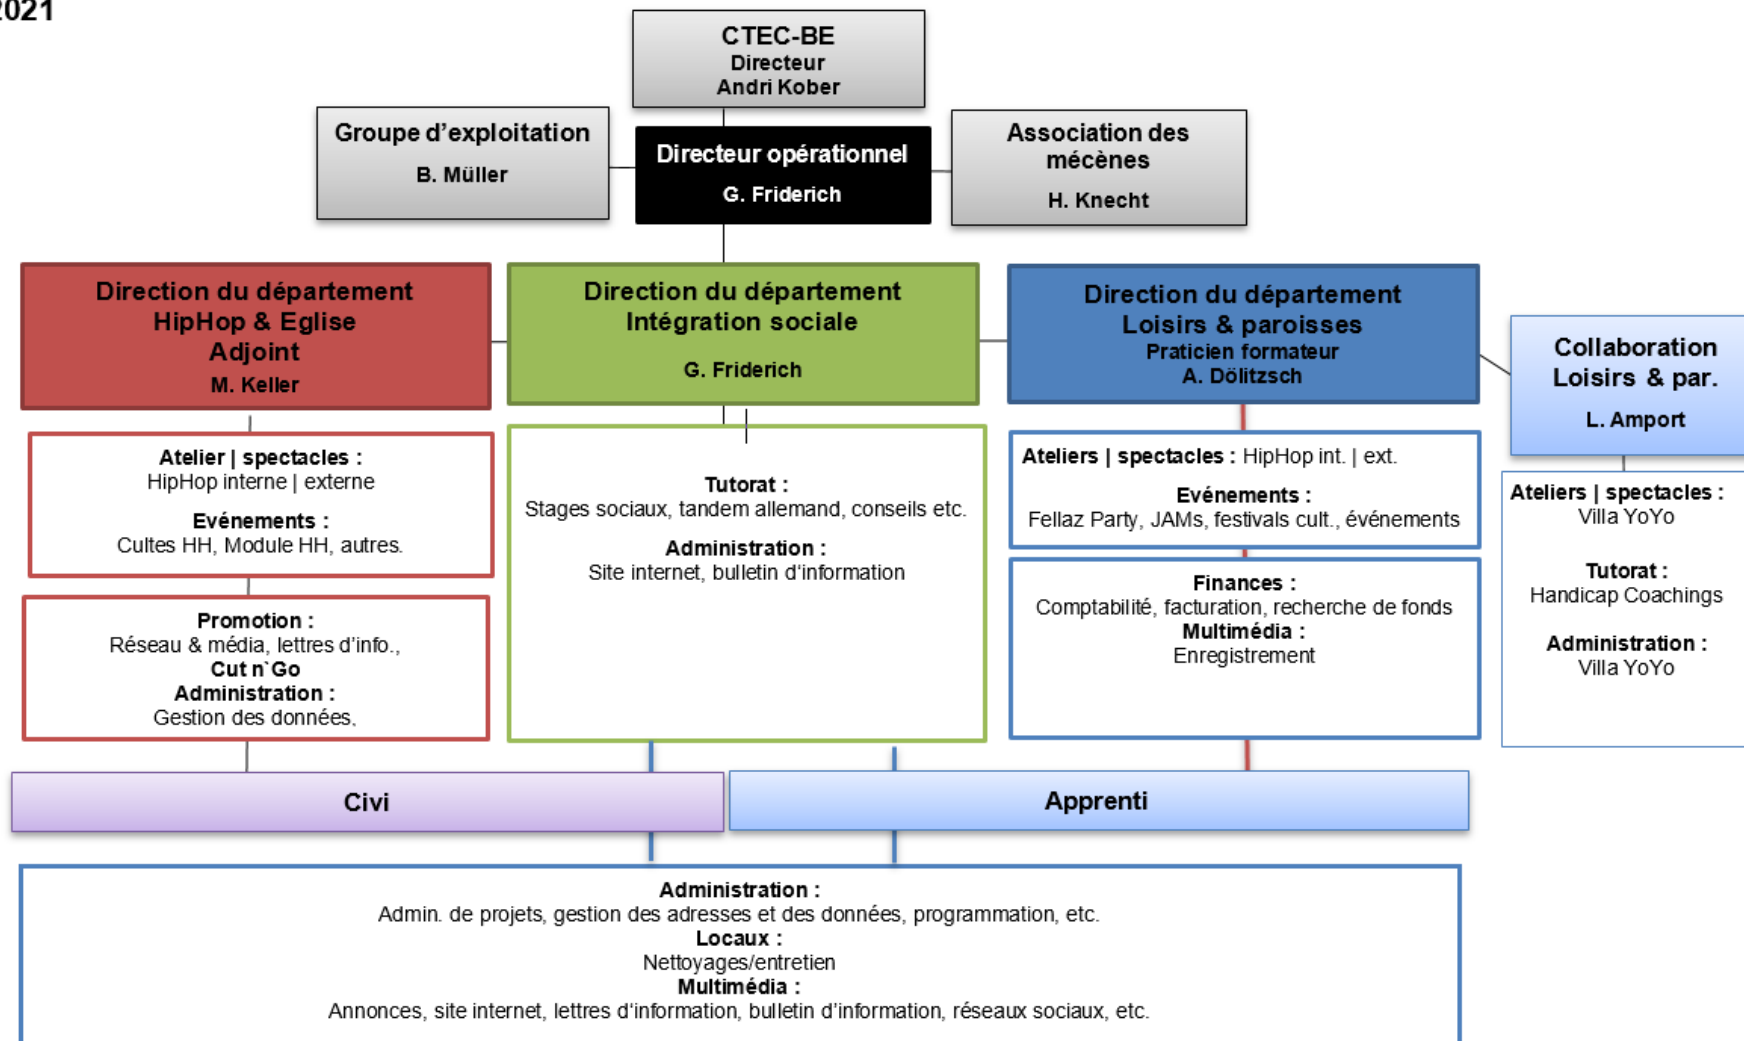 2021
CTEC-BE
Directeur
Andri Kober
Groupe d'exploitation
B. Müller
Directeur opérationnel
G. Friderich
Association des
mécènes
H. Knecht
Direction du département
HipHop & Eglise
Adjoint
M. Keller
Direction du département
Intégration sociale
G. Friderich
Direction du département
Loisirs & paroisses
Praticien formateur
A. Dölitzsch
Collaboration
Loisirs & par.
L. Amport
Atelier | spectacles :
HipHop interne | externe
Evénements :
Cultes HH, Module HH, autres.
Promotion :
Réseau & média, lettres d'info.,
Cut n`Go
Administration :
Gestion des données.
Tutorat :
Stages sociaux, tandem allemand, conseils etc.
Administration :
Site internet, bulletin d'information
Ateliers | spectacles : HipHop int. | ext.
Evénements :
Fellaz Party, JAMs, festivals cult., événements
Finances :
Comptabilité, facturation, recherche de fonds
Multimédia :
Enregistrement
Ateliers | spectacles :
Villa YoYo
Tutorat :
Handicap Coachings
Administration :
Villa YoYo
Civi
Apprenti
Administration :
Admin. de projets, gestion des adresses et des données, programmation, etc.
Locaux :
Nettoyages/entretien
Multimédia :
Annonces, site internet, lettres d'information, bulletin d'information, réseaux sociaux, etc.